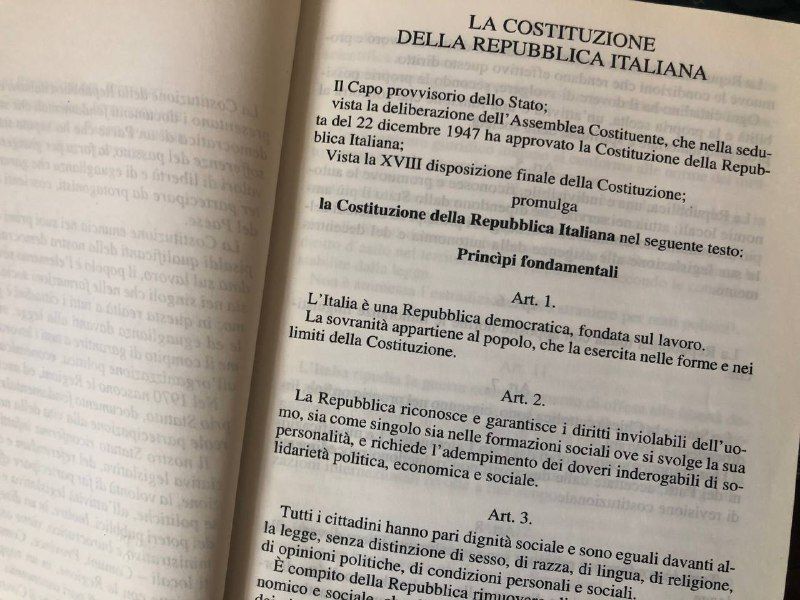 LA COSTITUZIONE
DELLA REPUBBLICA ITALIANA
Il Capo provvisorio dello Stato;
vista la deliberazione dell'Assemblea Costituente, che nella sedu-
ta del 22 dicembre 1947 ha approvato la Costituzione della Repub-
blica Italiana;
Vista la XVIII disposizione finale della Costituzione;
promulga
la Costituzione della Repubblica Italiana nel seguente testo:
Princìpi fondamentali
Art. 1.
L'Italia è una Repubblica democratica, fondata sul lavoro.
La sovranità appartiene al popolo, che la esercita nelle forme e nei
limiti della Costituzione.
Art. 2.
La Repubblica riconosce e garantisce i diritti inviolabili dell'uo-
mo, sia come singolo sia nelle formazioni sociali ove si svolge la sua
personalità, e richiede l'adempimento dei doveri inderogabili di so-
lidarietà politica, economica e sociale.
Art. 3.
Tutti i cittadini hanno pari dignità sociale e sono eguali davanti al-
la legge, senza distinzione di sesso, di razza, di lingua, di religione,
di opinioni politiche, di condizioni personali e sociali.
È compito della Repubblica rimuovere
nomico e sociale, che